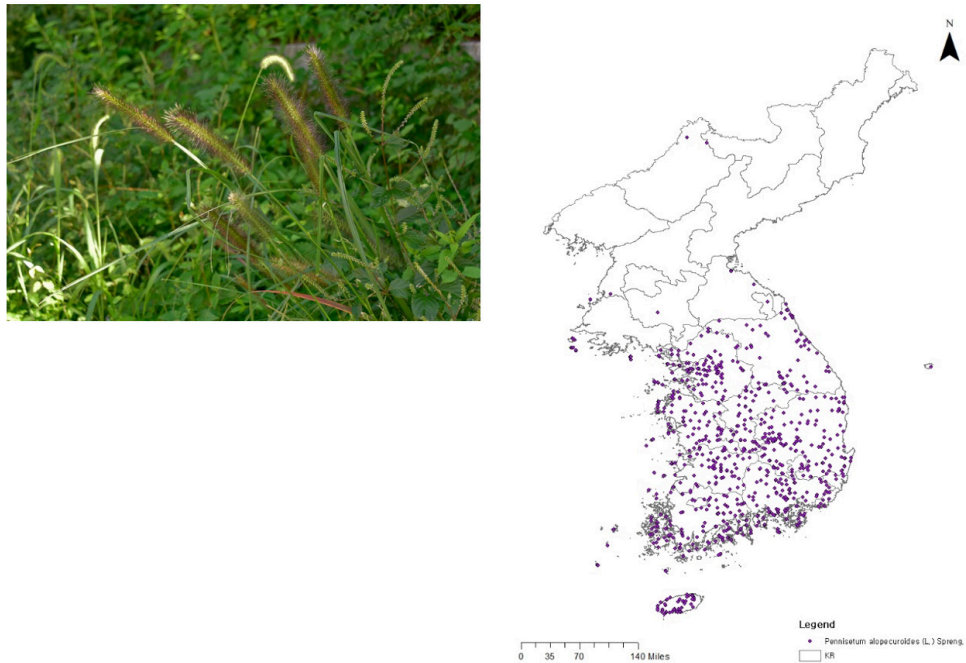 N
Legend
Pennisetum alopecuroides (L.) Spreng.
KR
0 35 70 140 Miles